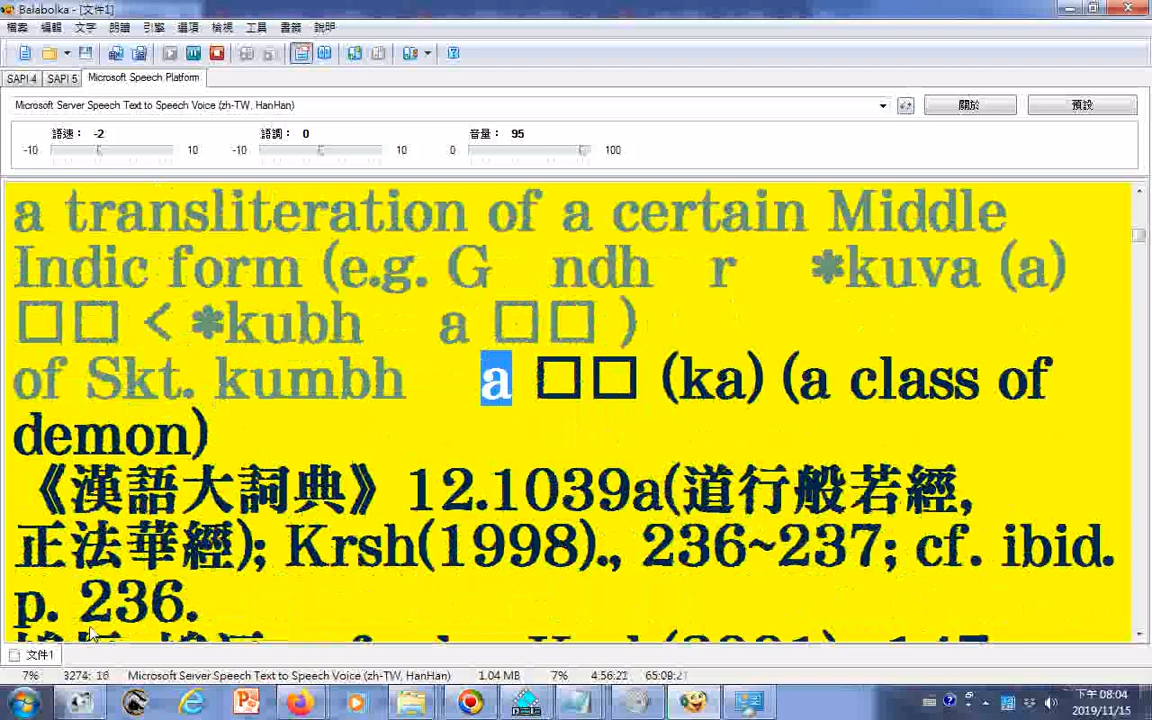 Balabolka - [文件1]
檔案 編輯 文字 朗讀 引擎 選項 檢視 工具 書籤 說明
SAPI 4 SAPI 5 Microsoft Speech Platform
Microsoft Server Speech Text to Speech Voice (zh-TW, HanHan) 關於 預設
語速： -2 語調： 0 音量： 95
-10 10 -10 10 0 100
a transliteration of a certain Middle
Indic form (e.g. G ndh r *kuva (a)
□□ < *kubh a □□ )
of Skt. kumbh a □□ (ka) (a class of
demon)
《漢語大詞典》 12.1039a(道行般若經,
正法華經); Krsh(1998)., 236~237; cf. ibid.
p. 236.
文件1
7% 3274: 16 Microsoft Server Speech Text to Speech Voice (zh-TW, HanHan) 1.04 MB 7% 4:56:21 65:09:21
下午 08:04
2019/11/15